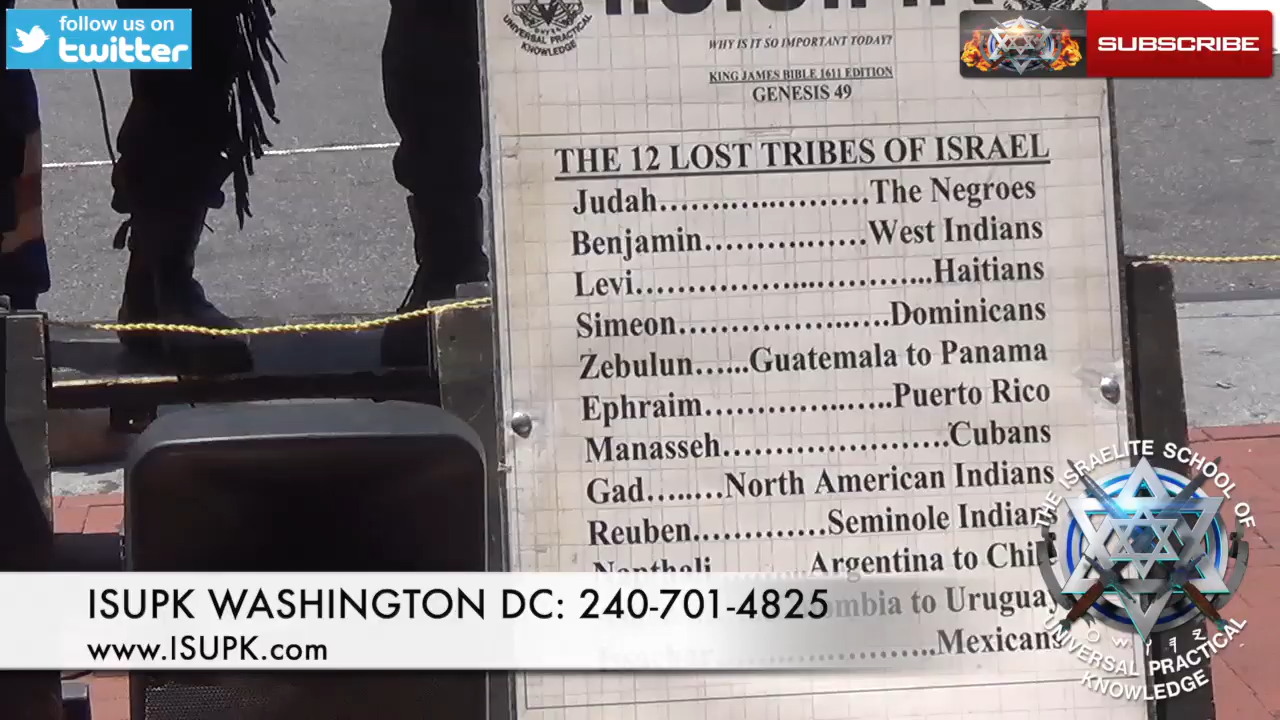 follow us on
twitter
SUBSCRIBE
UNIVERSAL PRACTICAL
KNOWLEDGE
WHY IS IT SO IMPORTANT TODAY?
KING JAMES BIBLE 1611 EDITION
GENESIS 49
THE 12 LOST TRIBES OF ISRAEL
Judah......................The Negroes
Benjamin................West Indians
Levi..............................Haitians
Simeon.....................Dominicans
Zebulun......Guatemala to Panama
Ephraim...................Puerto Rico
Manasseh.......................Cubans
Gad........North American Indians
Reuben............Seminole Indians
Argentina to Chile
to Uruguay
Mexicans
ISUPK WASHINGTON DC: 240-701-4825
www.ISUPK.com
THE ISRAELITE SCHOOL OF
UNIVERSAL PRACTICAL
KNOWLEDGE